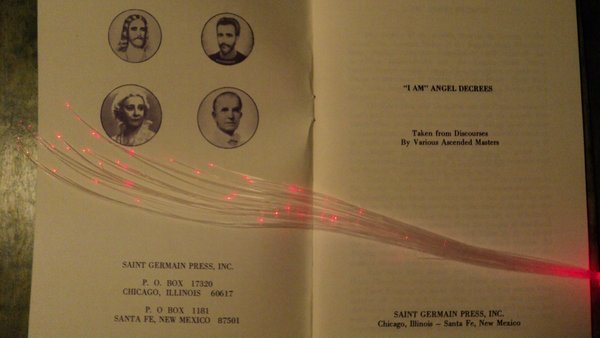 SAINT GERMAIN PRESS, INC.
P. O. BOX 17320
CHICAGO, ILLINOIS 60617
P. O BOX 1181
SANTA FE, NEW MEXICO 87501
"I AM" ANGEL DECREES
Taken from Discourses
By Various Ascended Masters
SAINT GERMAIN PRESS, INC.
Chicago, Illinois — Santa Fe, New Mexico